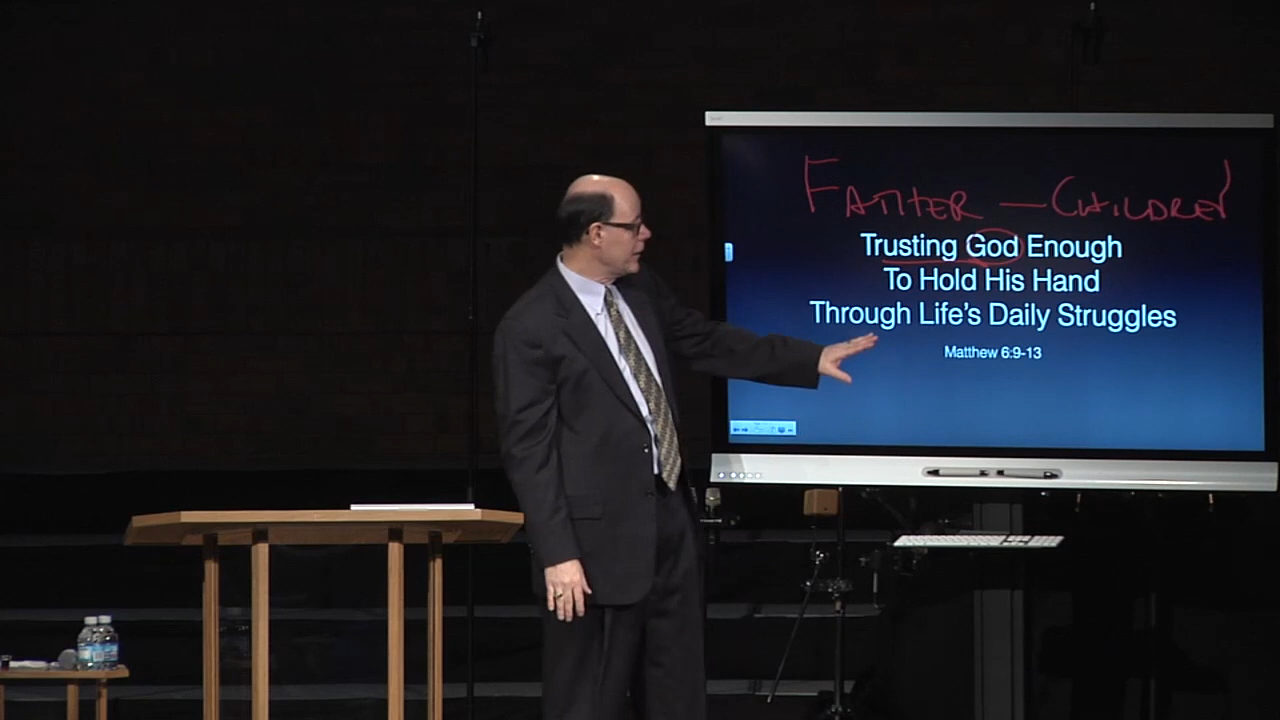 FATHER — CHILDREN
Trusting God Enough
To Hold His Hand
Through Life's Daily Struggles
Matthew 6:9-13